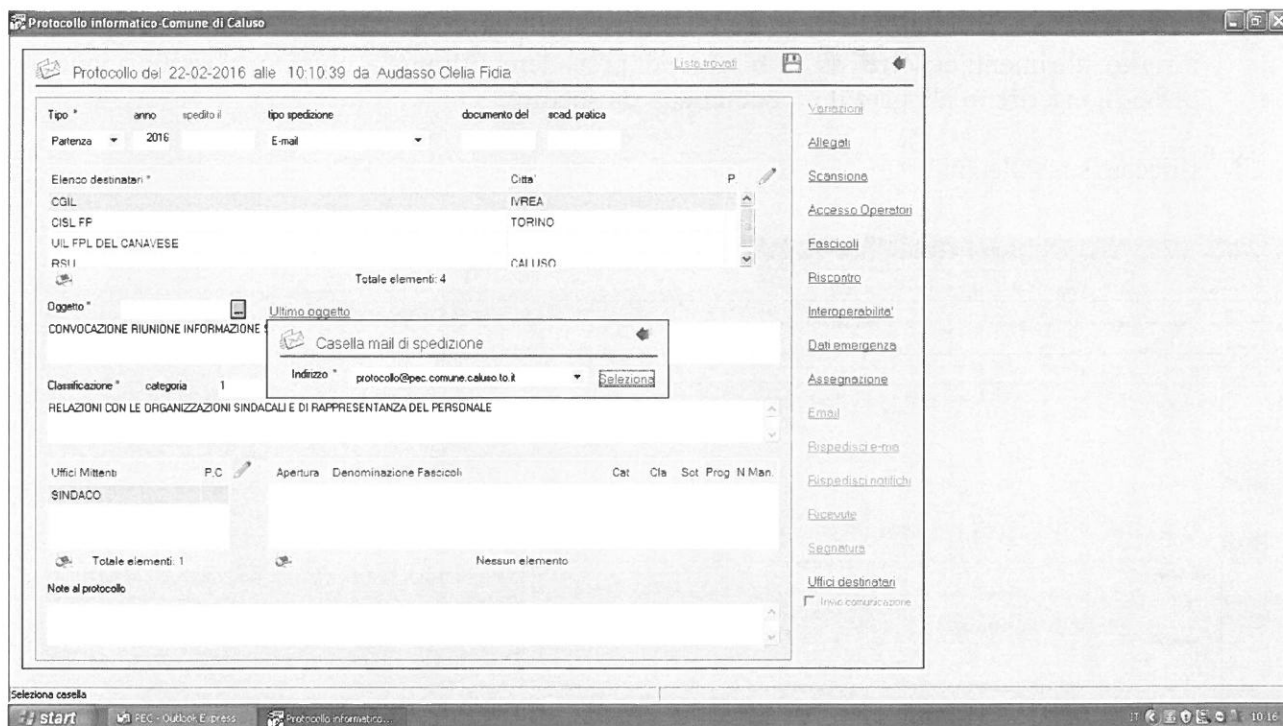 Protocollo informatico-Comune di Caluso
Protocollo del 22-02-2016 alle 10:10:39 da Audasso Clelia Fidia
Lista trovati
Tipo * anno spedito il tipo spedizione documento del scad. pratica
Partenza 2016 E-mail
Elenco destinatari * Citta' P
CGIL IVREA
CISL FP TORINO
UIL FPL DEL CANAVESE
RSU CALUSO
Totale elementi: 4
Oggetto * ... Ultimo oggetto
CONVOCAZIONE RIUNIONE INFORMAZIONE S
Casella mail di spedizione
Indirizzo * protocollo@pec.comune.caluso.to.it Seleziona
Classificazione * categoria 1
RELAZIONI CON LE ORGANIZZAZIONI SINDACALI E DI RAPPRESENTANZA DEL PERSONALE
Uffici Mittenti P.C
SINDACO
Totale elementi: 1
Apertura Denominazione Fascicoli Cat Cla Sot Prog N Man.
Nessun elemento
Note al protocollo
Variazioni
Allegati
Scansione
Accesso Operatori
Fascicoli
Riscontro
Interoperabilita'
Dati emergenza
Assegnazione
Email
Rispedisci e-ma
Rispedisci notifich
Ricevute
Segnatura
Uffici destinatari
Invio comunicazione
Seleziona casella
start PEC - Outlook Express Protocollo informatico... IT 10:16